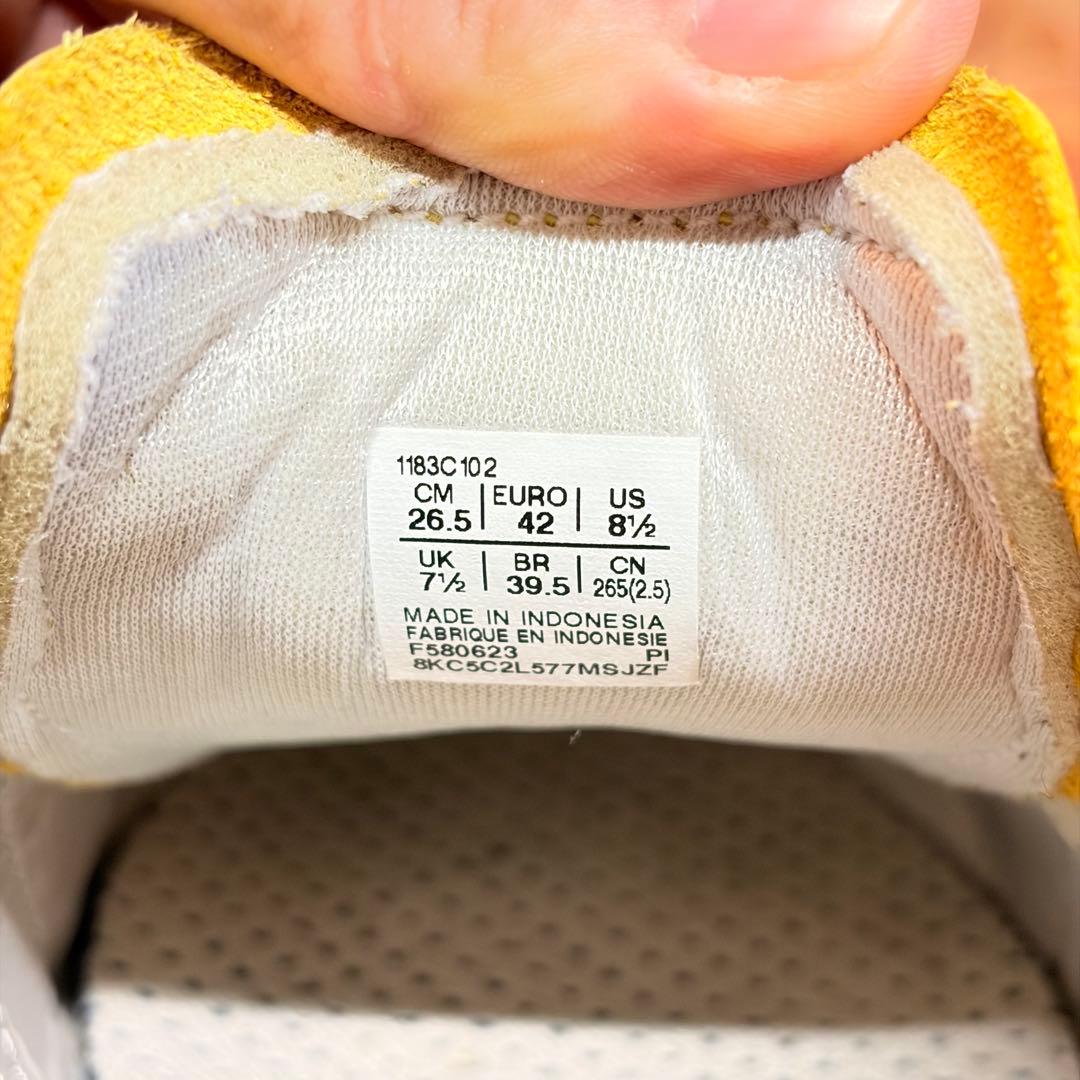 1183C102
CM | EURO | US
26.5 | 42 | 8½
UK | BR | CN
7½ | 39.5 | 265(2.5)
MADE IN INDONESIA
FABRIQUE EN INDONESIE
F580623 PI
8KC5C2L577MSJZF